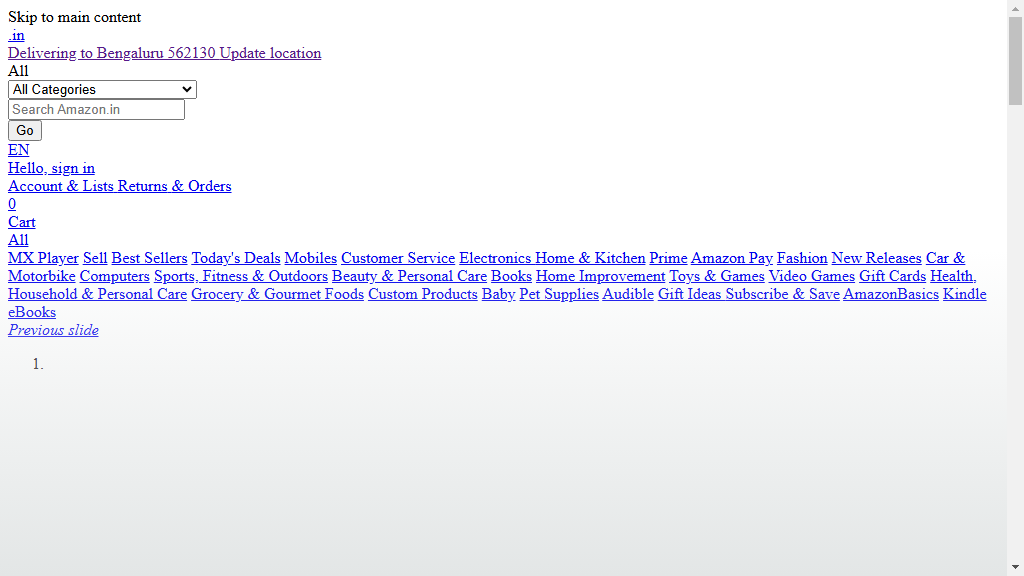 Skip to main content
.in
Delivering to Bengaluru 562130 Update location
All
All Categories
Search Amazon.in
Go
EN
Hello, sign in
Account & Lists Returns & Orders
0
Cart
All
MX Player Sell Best Sellers Today's Deals Mobiles Customer Service Electronics Home & Kitchen Prime Amazon Pay Fashion New Releases Car &
Motorbike Computers Sports, Fitness & Outdoors Beauty & Personal Care Books Home Improvement Toys & Games Video Games Gift Cards Health,
Household & Personal Care Grocery & Gourmet Foods Custom Products Baby Pet Supplies Audible Gift Ideas Subscribe & Save AmazonBasics Kindle
eBooks
Previous slide
1.